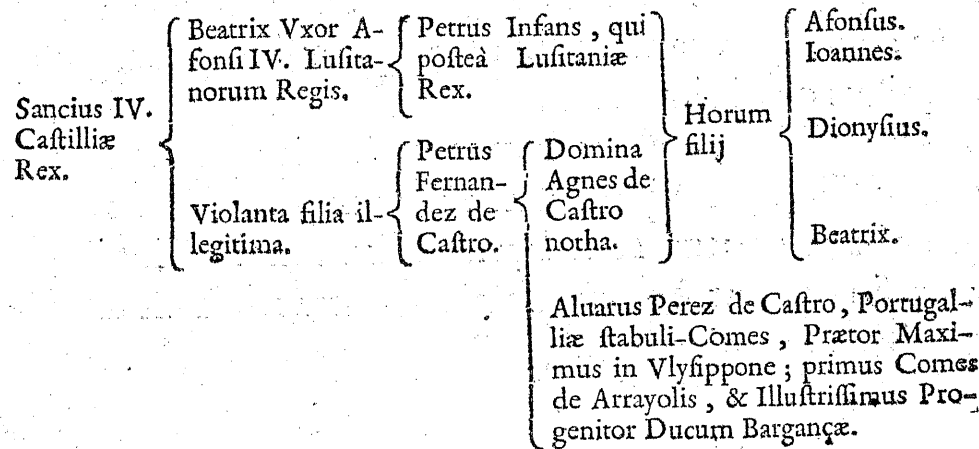 Sancius IV.
Caſtilliæ
Rex.
Beatrix Vxor A-
fonſi IV. Luſita-
norum Regis.
Petrus Infans, qui
poſteà Luſitaniæ
Rex.
Violanta filia il-
legitima.
Petrus
Fernan-
dez de
Caſtro.
Domina
Agnes de
Caſtro
notha.
Horum
filij
Afonſus.
Ioannes.
Dionyſius.
Beatrix.
Aluarus Perez de Caſtro, Portugal-
liæ ſtabuli-Comes, Prætor Maxi-
mus in Vlyſippone; primus Comes
de Arrayolis, & Illuſtriſſimus Pro-
genitor Ducum Bargançæ.